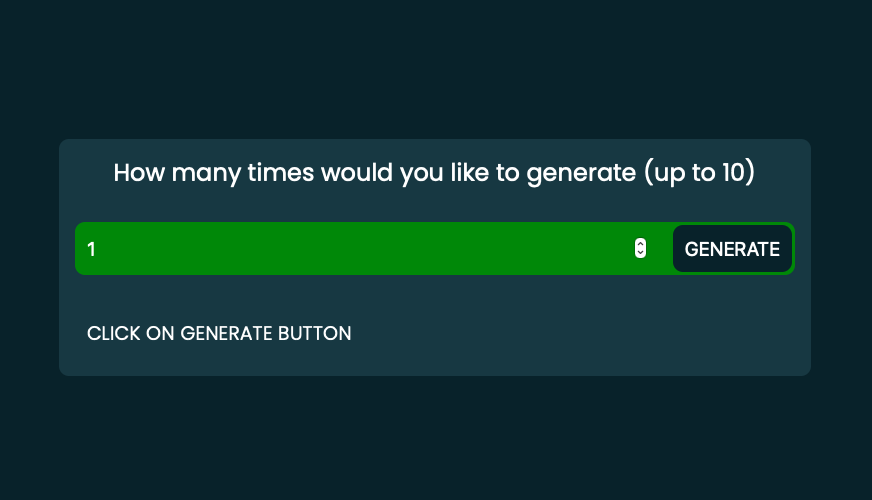 How many times would you like to generate (up to 10)
1
GENERATE
CLICK ON GENERATE BUTTON